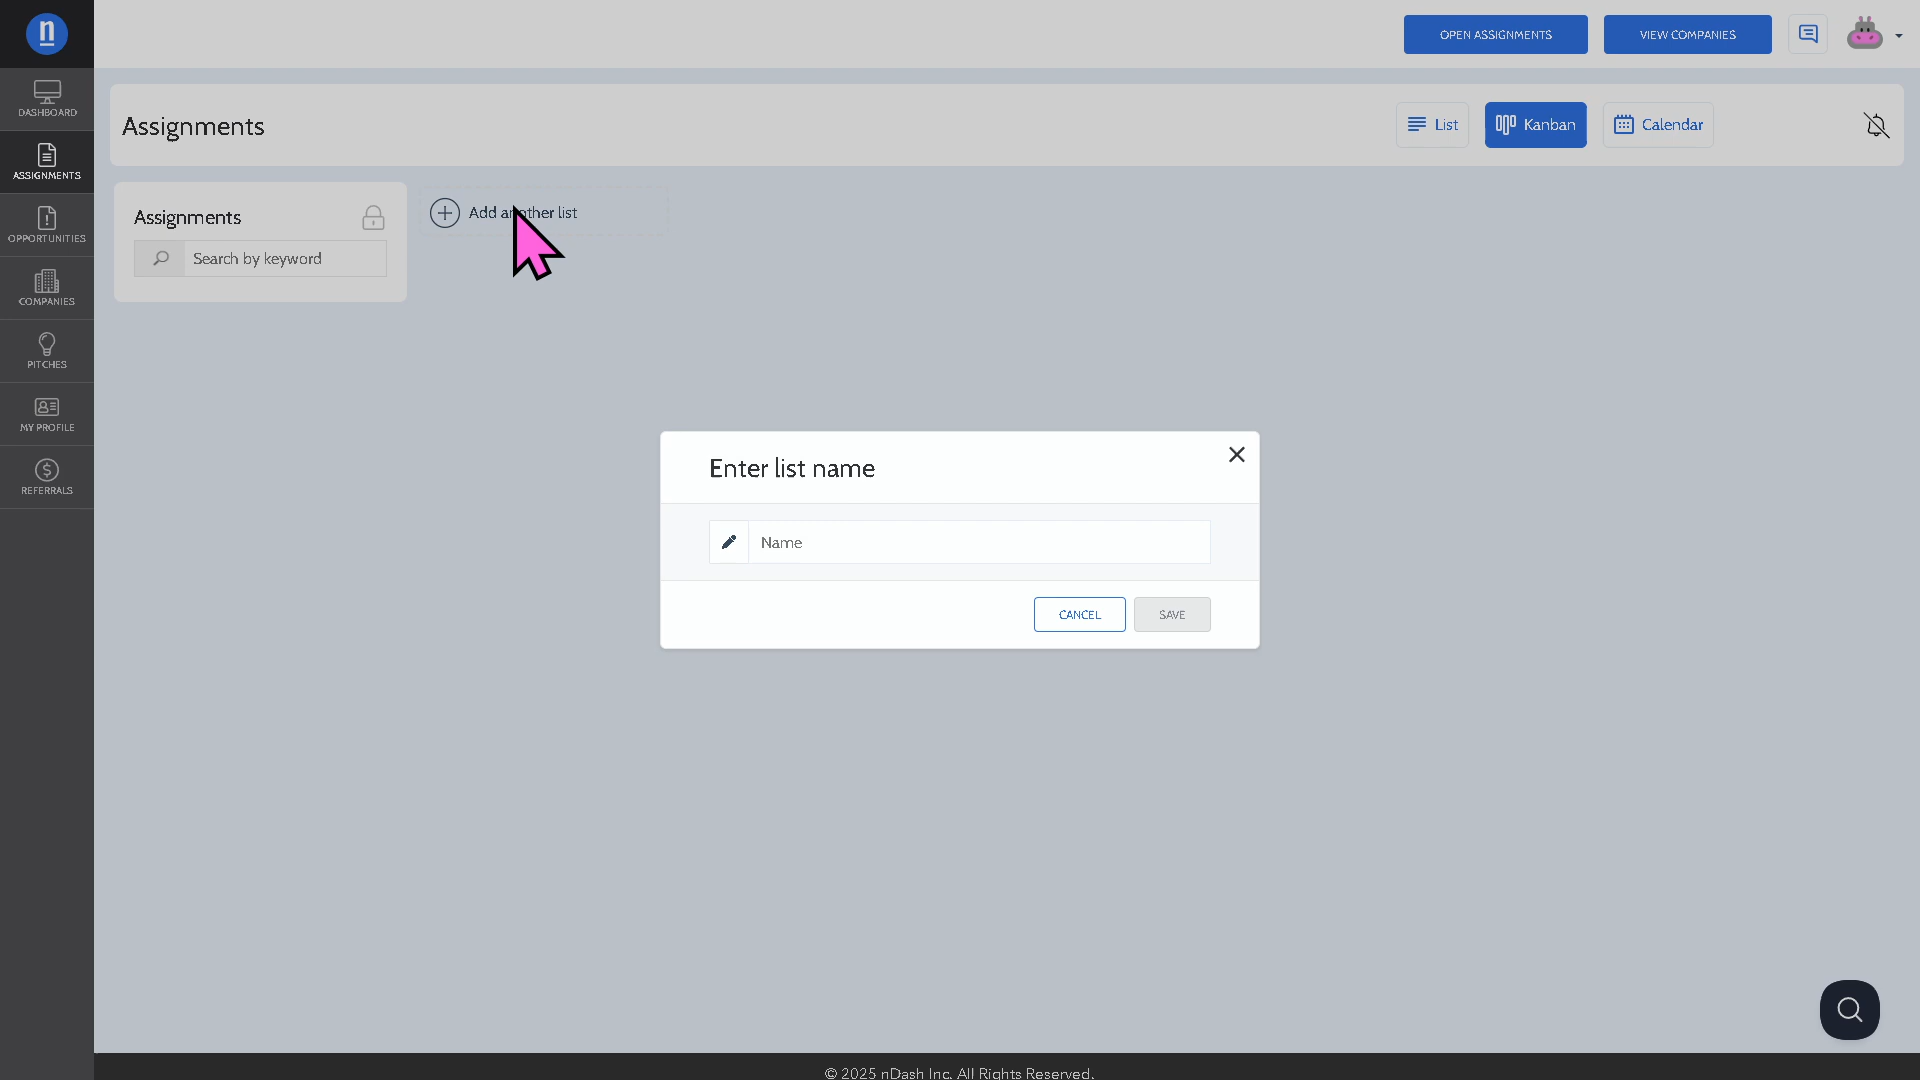 n
OPEN ASSIGNMENTS
VIEW COMPANIES
DASHBOARD
ASSIGNMENTS
OPPORTUNITIES
COMPANIES
PITCHES
MY PROFILE
REFERRALS
Assignments
List
Kanban
Calendar
Assignments
Search by keyword
Add another list
Enter list name
Name
CANCEL
SAVE
© 2025 nDash Inc. All Rights Reserved.